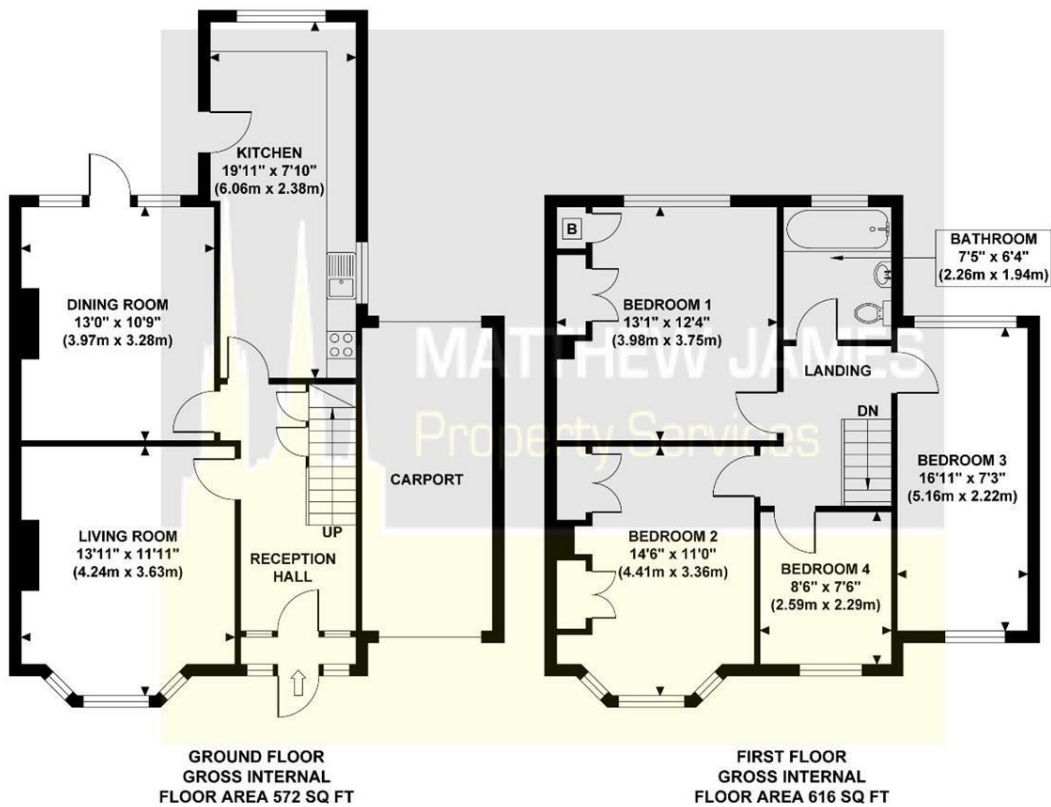 KITCHEN
19'11" x 7'10"
(6.06m x 2.38m)
DINING ROOM
13'0" x 10'9"
(3.97m x 3.28m)
LIVING ROOM
13'11" x 11'11"
(4.24m x 3.63m)
UP
RECEPTION
HALL
CARPORT
MATTHEW JAMES
Property Services
B
BEDROOM 1
13'1" x 12'4"
(3.98m x 3.75m)
BATHROOM
7'5" x 6'4"
(2.26m x 1.94m)
LANDING
DN
BEDROOM 3
16'11" x 7'3"
(5.16m x 2.22m)
BEDROOM 2
14'6" x 11'0"
(4.41m x 3.36m)
BEDROOM 4
8'6" x 7'6"
(2.59m x 2.29m)
GROUND FLOOR
GROSS INTERNAL
FLOOR AREA 572 SQ FT
FIRST FLOOR
GROSS INTERNAL
FLOOR AREA 616 SQ FT